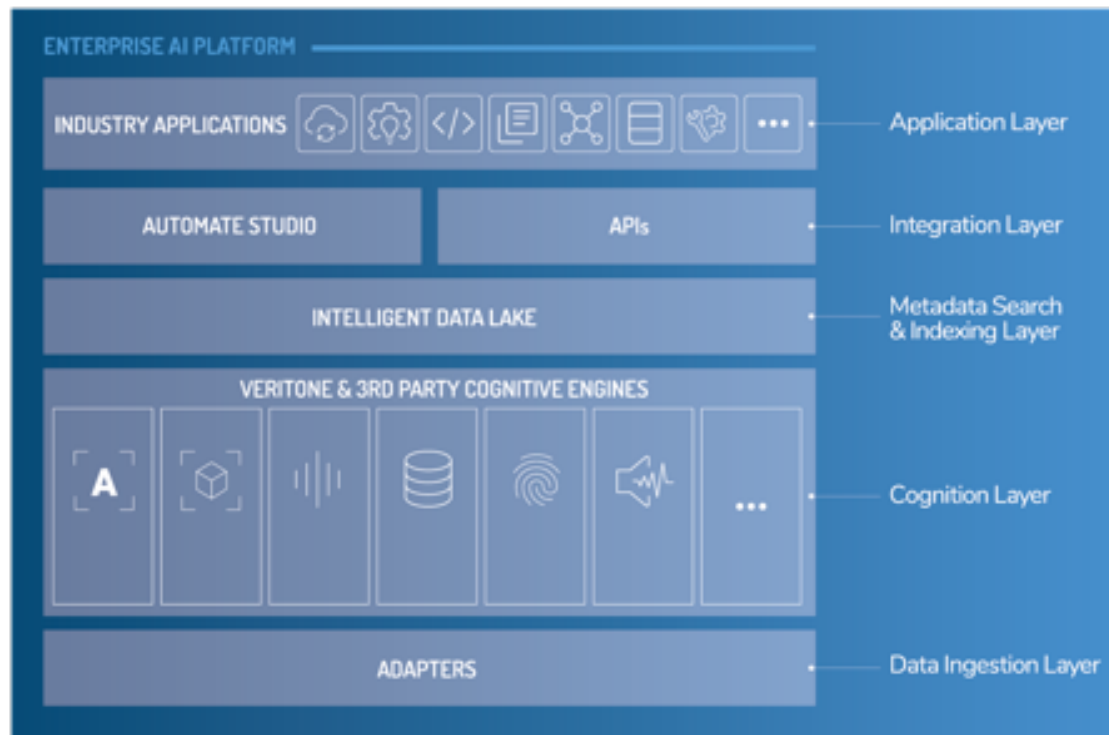 ENTERPRISE AI PLATFORM
INDUSTRY APPLICATIONS
Application Layer
AUTOMATE STUDIO
APIs
Integration Layer
INTELLIGENT DATA LAKE
Metadata Search
& Indexing Layer
VERITONE & 3RD PARTY COGNITIVE ENGINES
A
Cognition Layer
ADAPTERS
Data Ingestion Layer